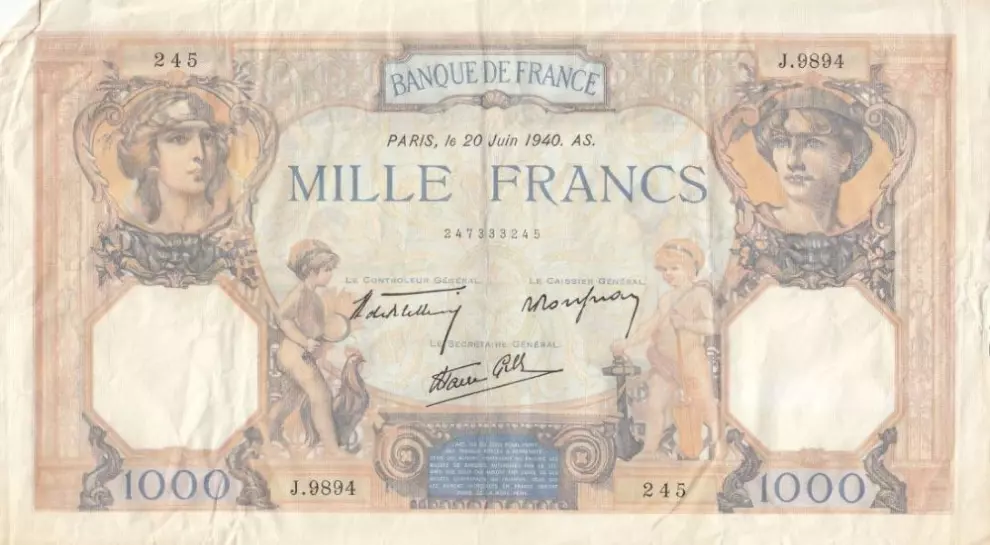 245
J.9894
BANQUE DE FRANCE
PARIS, le 20 Juin 1940. AS.
MILLE FRANCS
247333245
LE CONTROLEUR GÉNÉRAL
LE CAISSIER GÉNÉRAL
LE SECRÉTAIRE GÉNÉRAL
1000
J.9894
245
1000